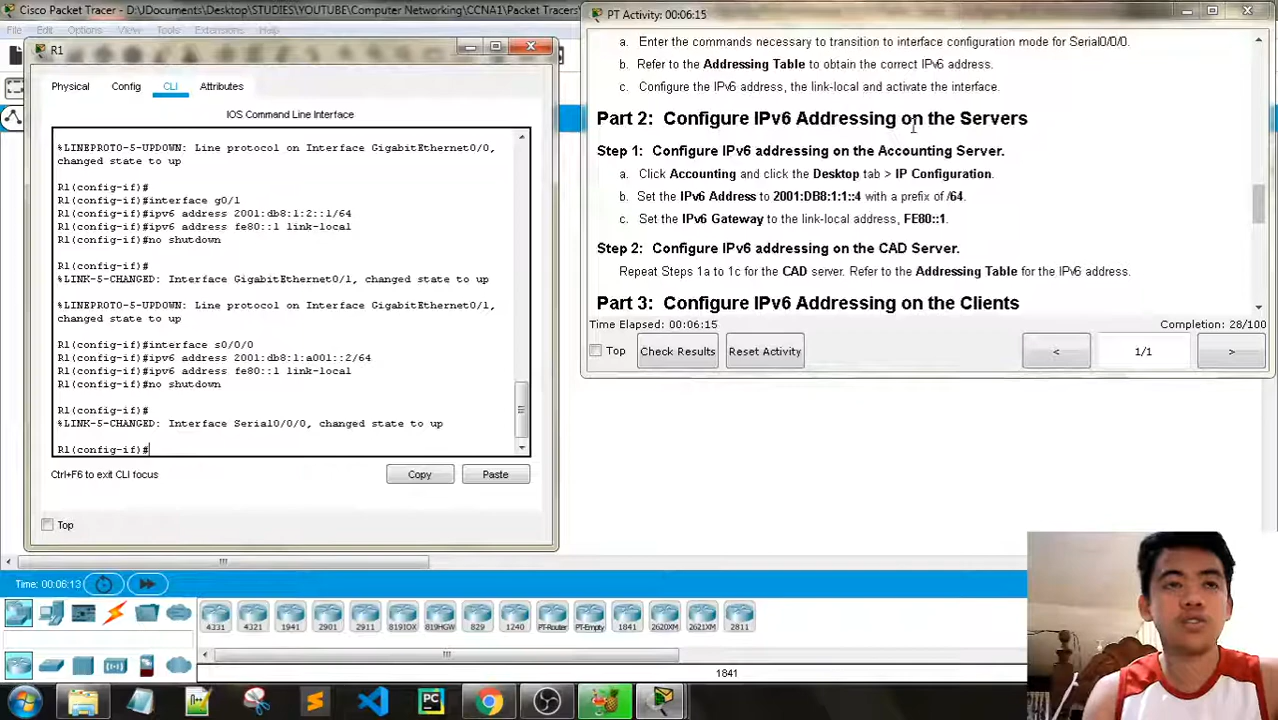 Cisco Packet Tracer - D:\JDocuments\Desktop\STUDIES\YOUTUBE\Computer Networking\CCNA1\Packet Tracers\
File Edit Options View Tools Extensions Help
R1
Physical Config CLI Attributes
IOS Command Line Interface
%LINEPROTO-5-UPDOWN: Line protocol on Interface GigabitEthernet0/0,
changed state to up
R1(config-if)#
R1(config-if)#interface g0/1
R1(config-if)#ipv6 address 2001:db8:1:2::1/64
R1(config-if)#ipv6 address fe80::1 link-local
R1(config-if)#no shutdown
R1(config-if)#
%LINK-5-CHANGED: Interface GigabitEthernet0/1, changed state to up
%LINEPROTO-5-UPDOWN: Line protocol on Interface GigabitEthernet0/1,
changed state to up
R1(config-if)#interface s0/0/0
R1(config-if)#ipv6 address 2001:db8:1:a001::2/64
R1(config-if)#ipv6 address fe80::1 link-local
R1(config-if)#no shutdown
R1(config-if)#
%LINK-5-CHANGED: Interface Serial0/0/0, changed state to up
R1(config-if)#
Ctrl+F6 to exit CLI focus
Copy Paste
Top
PT Activity: 00:06:15
a. Enter the commands necessary to transition to interface configuration mode for Serial0/0/0.
b. Refer to the Addressing Table to obtain the correct IPv6 address.
c. Configure the IPv6 address, the link-local and activate the interface.
Part 2: Configure IPv6 Addressing on the Servers
Step 1: Configure IPv6 addressing on the Accounting Server.
a. Click Accounting and click the Desktop tab > IP Configuration.
b. Set the IPv6 Address to 2001:DB8:1:1::4 with a prefix of /64.
c. Set the IPv6 Gateway to the link-local address, FE80::1.
Step 2: Configure IPv6 addressing on the CAD Server.
Repeat Steps 1a to 1c for the CAD server. Refer to the Addressing Table for the IPv6 address.
Part 3: Configure IPv6 Addressing on the Clients
Time Elapsed: 00:06:15 Completion: 28/100
Top Check Results Reset Activity < 1/1 >
Time: 00:06:13
4331 4321 1941 2901 2911 819IOX 819HGW 829 1240 PT-Router PT-Empty 1841 2620XM 2621XM 2811
1841
PC